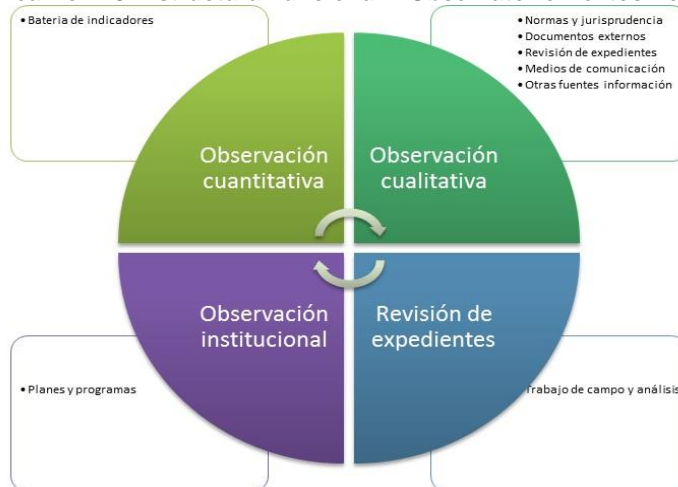 • Bateria de indicadores
• Normas y jurisprudencia
• Documentos externos
• Revisión de expedientes
• Medios de comunicación
• Otras fuentes información
Observación
cuantitativa
Observación
cualitativa
Observación
institucional
Revisión de
expedientes
• Planes y programas
Trabajo de campo y análisis